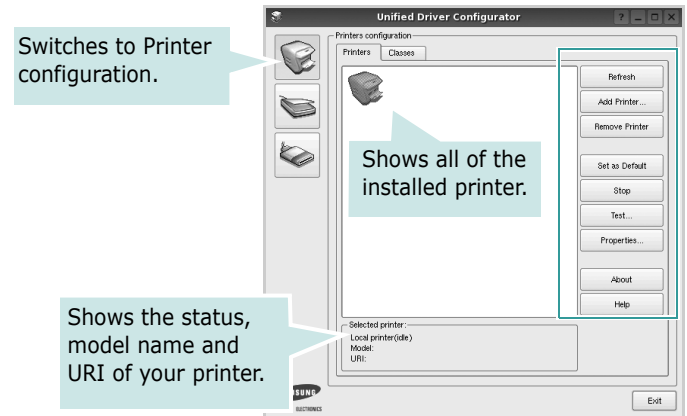 Unified Driver Configurator
Switches to Printer
configuration.
Printers configuration
Printers
Classes
Refresh
Add Printer...
Remove Printer
Shows all of the
installed printer.
Set as Default
Stop
Test...
Properties...
About
Help
Shows the status,
model name and
URI of your printer.
Selected printer:
Local printer(idle)
Model:
URI:
SUNG
ELECTRONICS
Exit